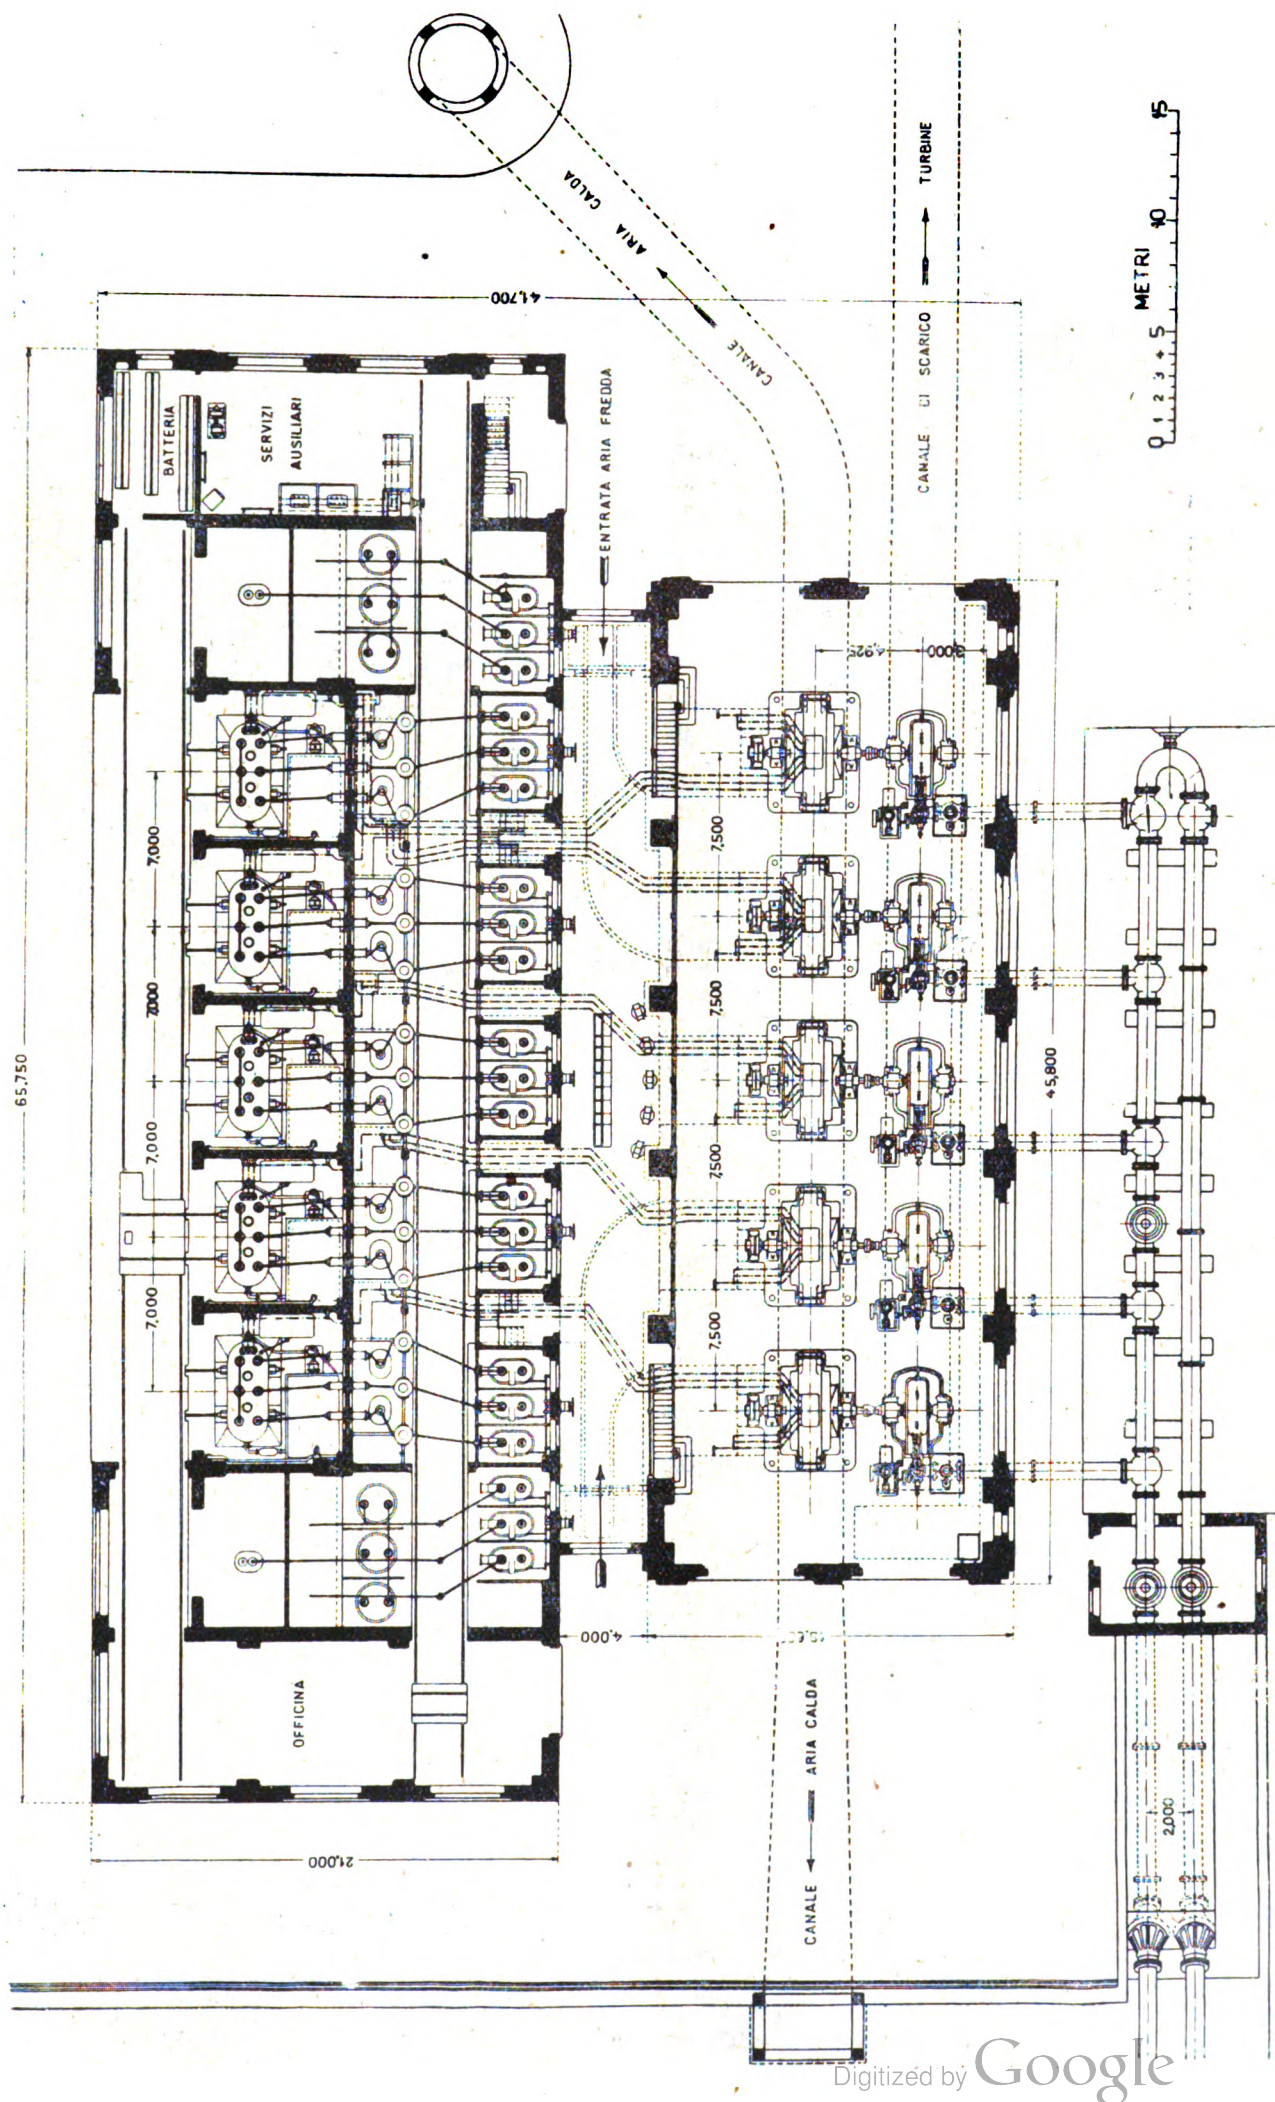 ARIA CALDA
CANALE
CANALE DI SCARICO TURBINE
METRI
0 1 2 3 4 5 10 15
41,700
BATTERIA
SERVIZI
AUSILIARI
ENTRATA ARIA FREDDA
4,925
3,000
7,000
7,000
7,000
7,000
7,500
7,500
7,500
7,500
65,750
45,800
4,000
OFFICINA
21,000
CANALE ARIA CALDA
2,000
Digitized by Google